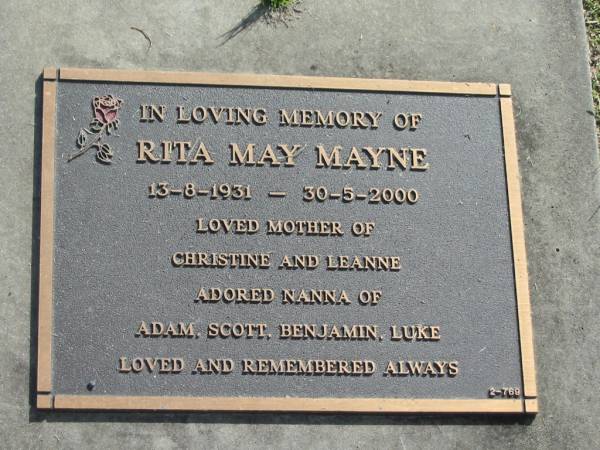 IN LOVING MEMORY OF
RITA MAY MAYNE
13-8-1931 — 30-5-2000
LOVED MOTHER OF
CHRISTINE AND LEANNE
ADORED NANNA OF
ADAM, SCOTT, BENJAMIN, LUKE
LOVED AND REMEMBERED ALWAYS
2-769